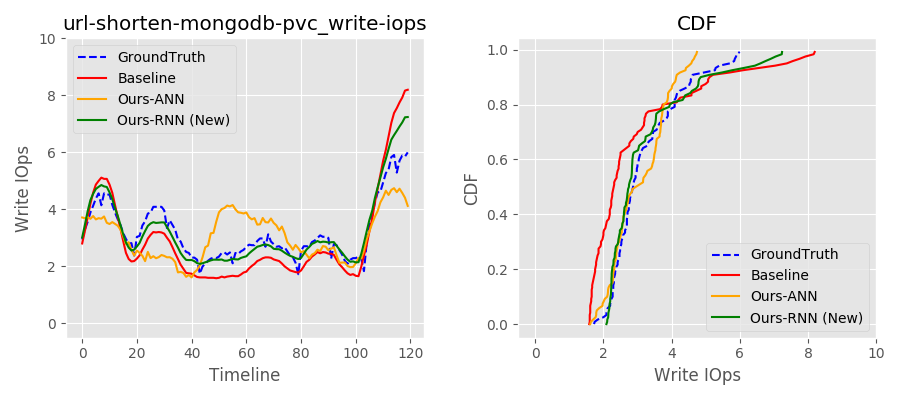 url-shorten-mongodb-pvc_write-iops
10
8
6
4
2
0
Write IOps
GroundTruth
Baseline
Ours-ANN
Ours-RNN (New)
0 20 40 60 80 100 120
Timeline
CDF
1.0
0.8
0.6
0.4
0.2
0.0
CDF
GroundTruth
Baseline
Ours-ANN
Ours-RNN (New)
0 2 4 6 8 10
Write IOps